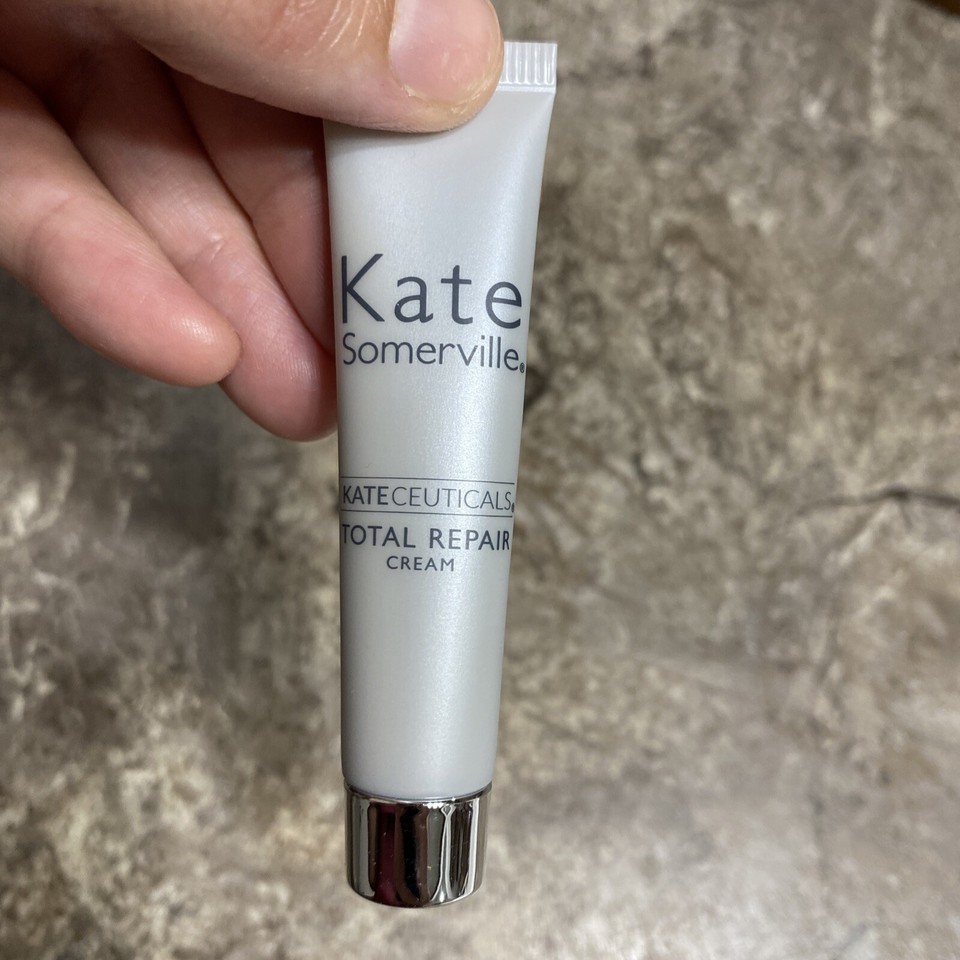 Kate
Somerville®
KATECEUTICALS®
TOTAL REPAIR
CREAM